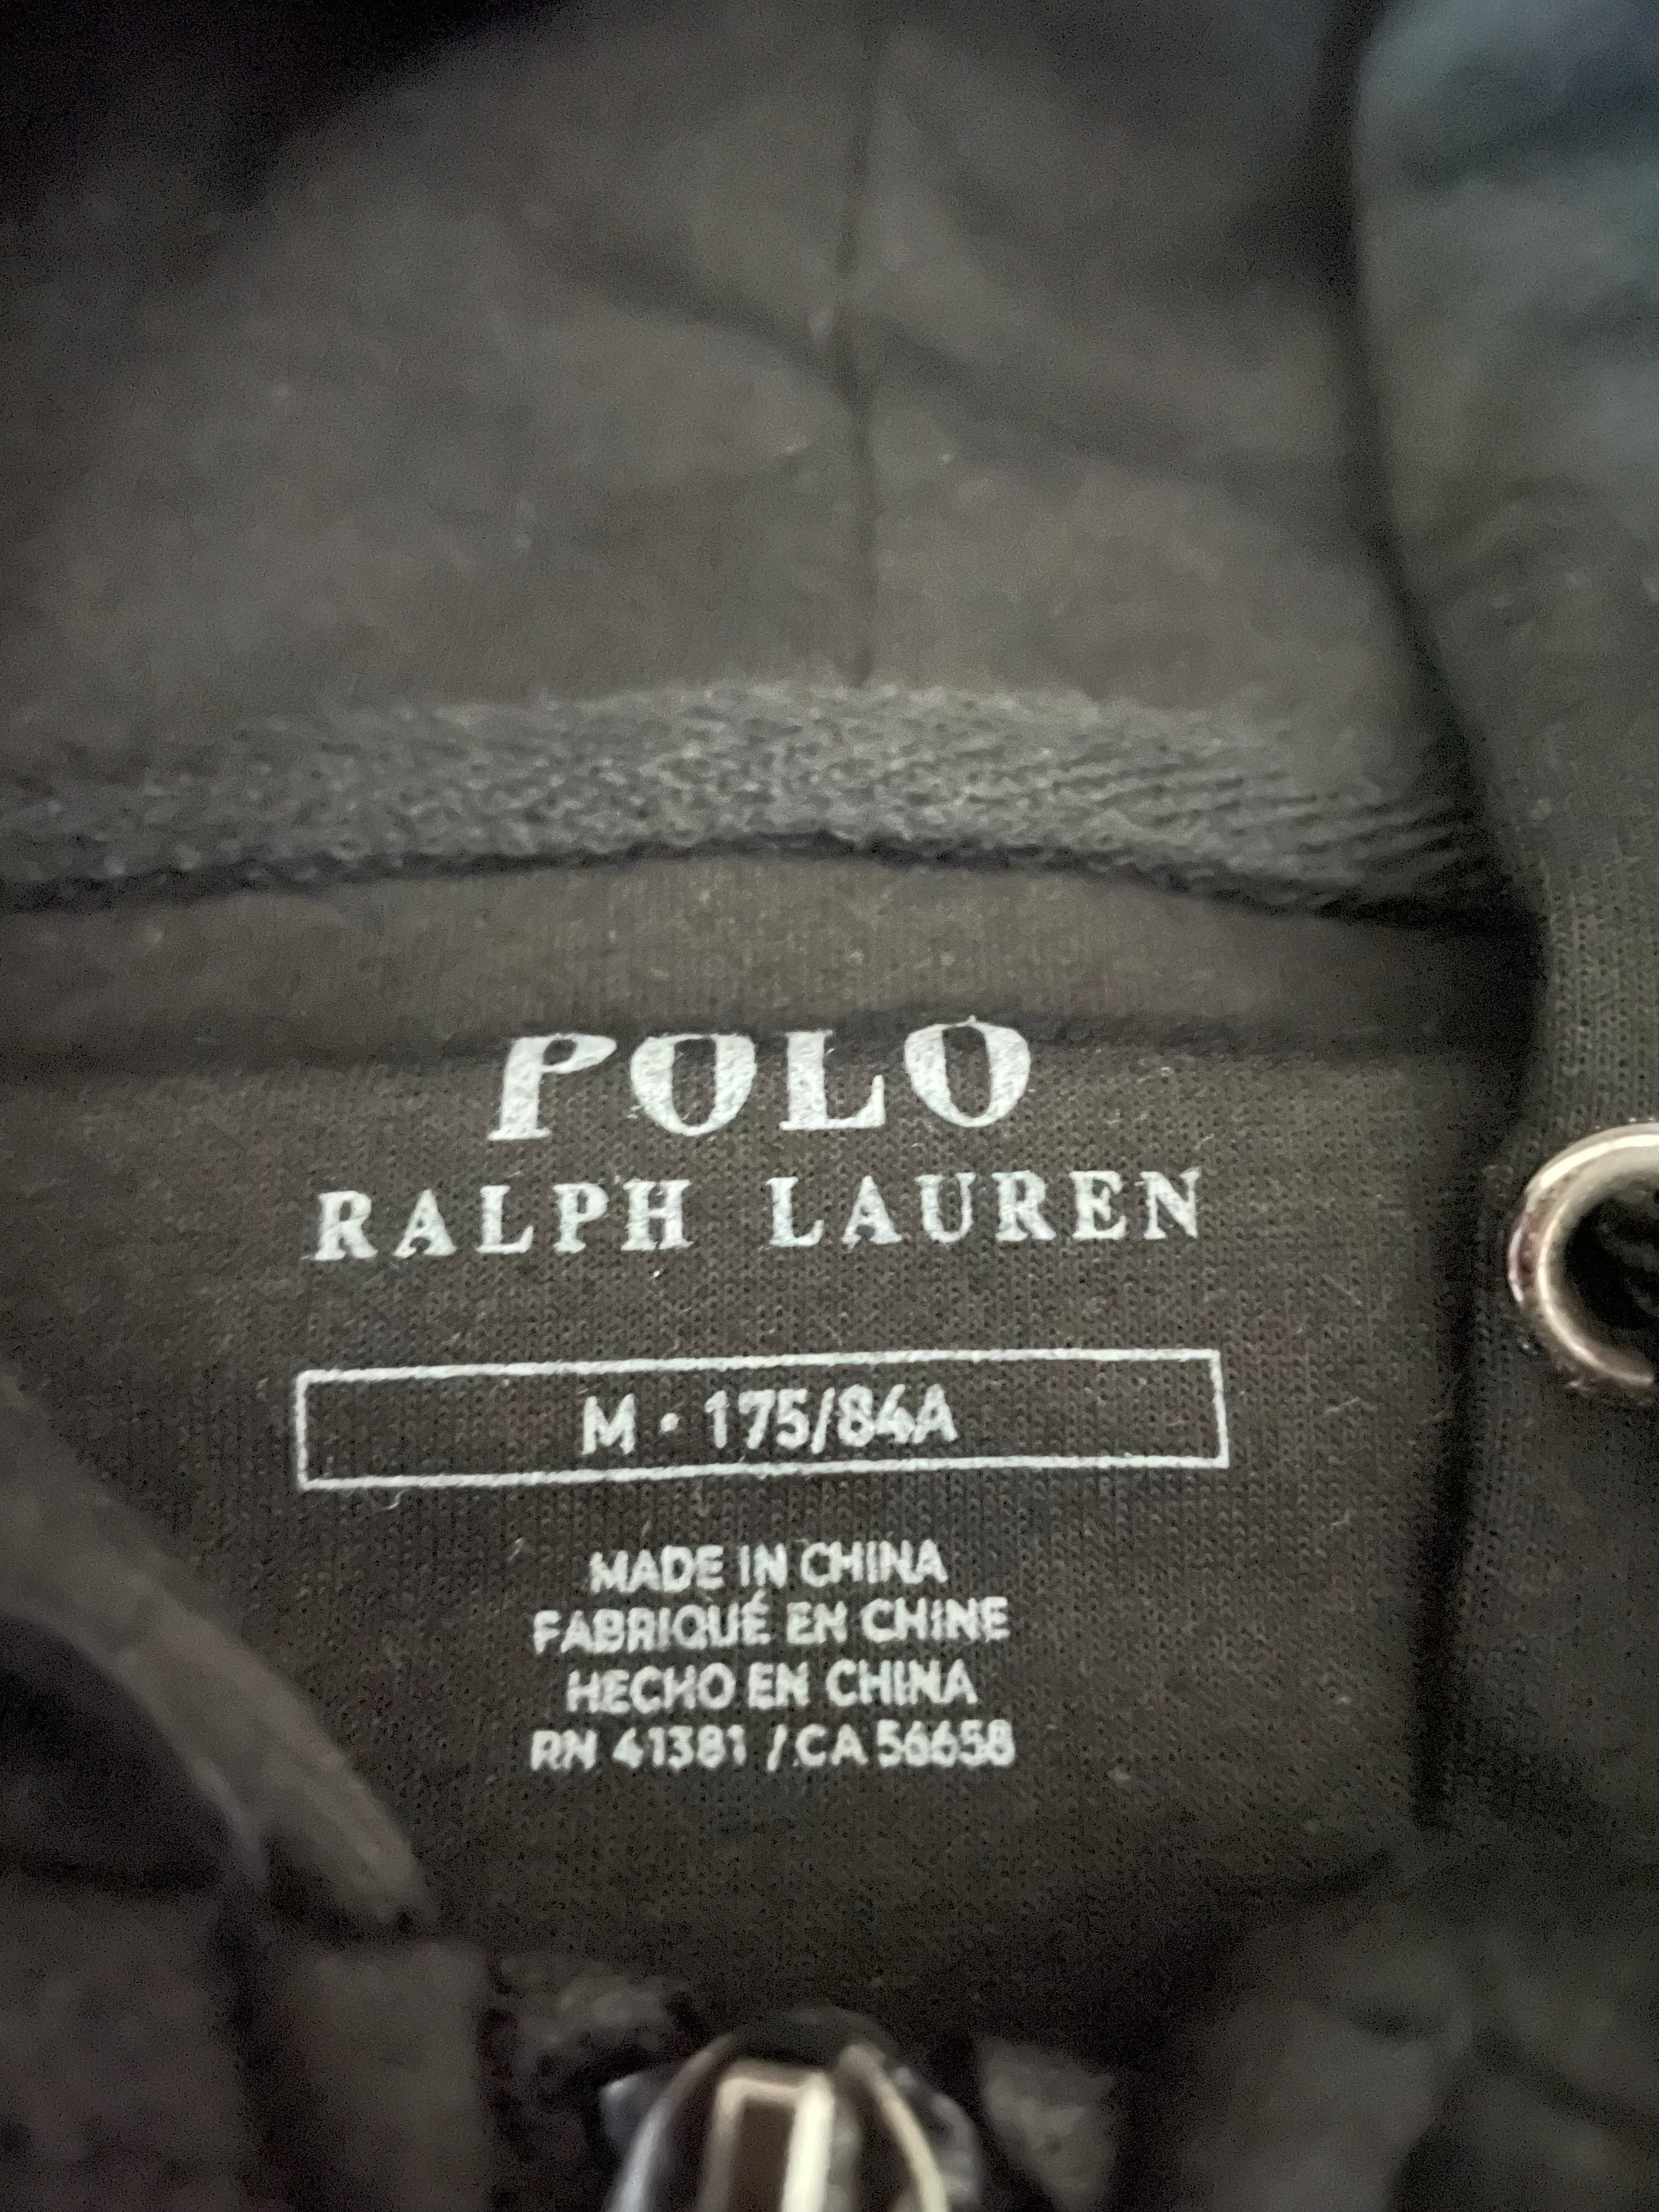 POLO
RALPH LAUREN
M • 175/84A
MADE IN CHINA
FABRIQUÉ EN CHINE
HECHO EN CHINA
RN 41381 / CA 56658